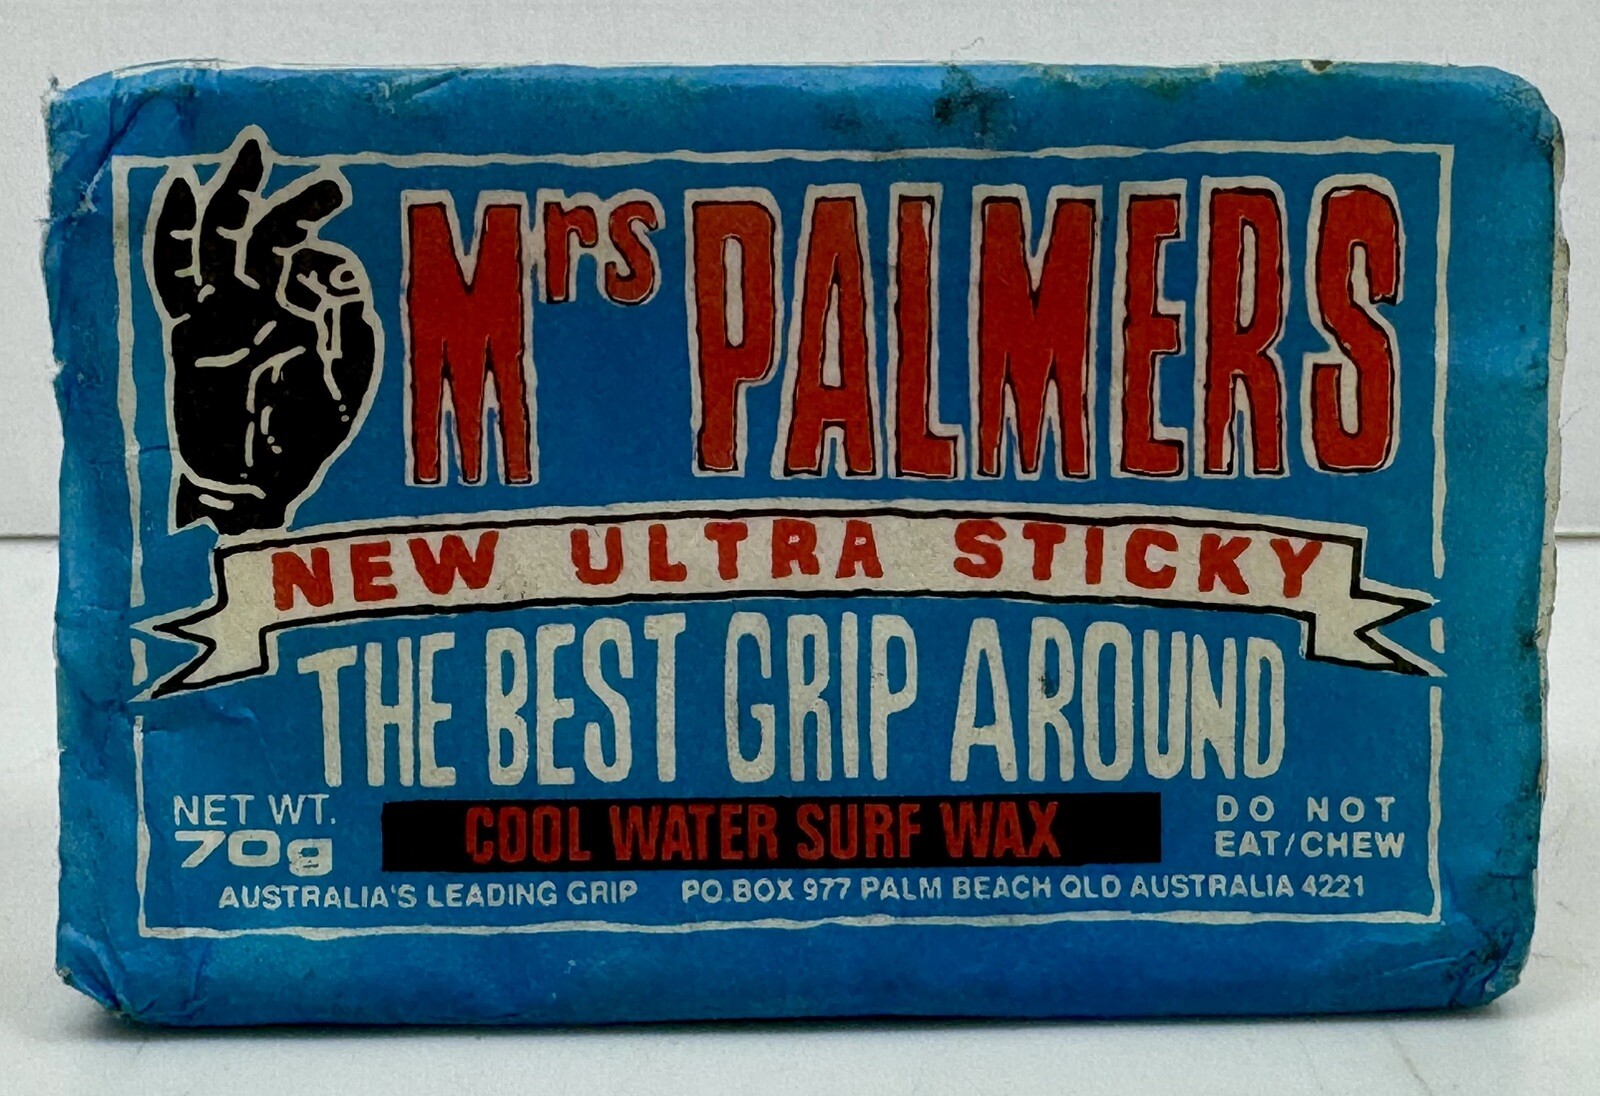 Mrs PALMERS
NEW ULTRA STICKY
THE BEST GRIP AROUND
NET WT.
70g
COOL WATER SURF WAX
DO NOT
EAT/CHEW
AUSTRALIA'S LEADING GRIP PO.BOX 977 PALM BEACH QLD AUSTRALIA 4221